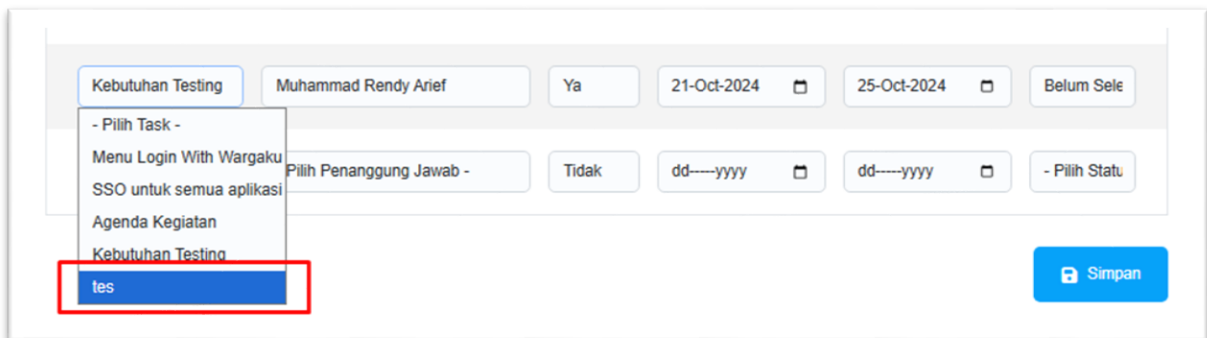 Kebutuhan Testing Muhammad Rendy Arief Ya 21-Oct-2024 25-Oct-2024 Belum Sele
- Pilih Task -
Menu Login With Wargaku
SSO untuk semua aplikasi
Agenda Kegiatan
Kebutuhan Testing
tes
Pilih Penanggung Jawab - Tidak dd-----yyyy dd-----yyyy - Pilih Statu
Simpan